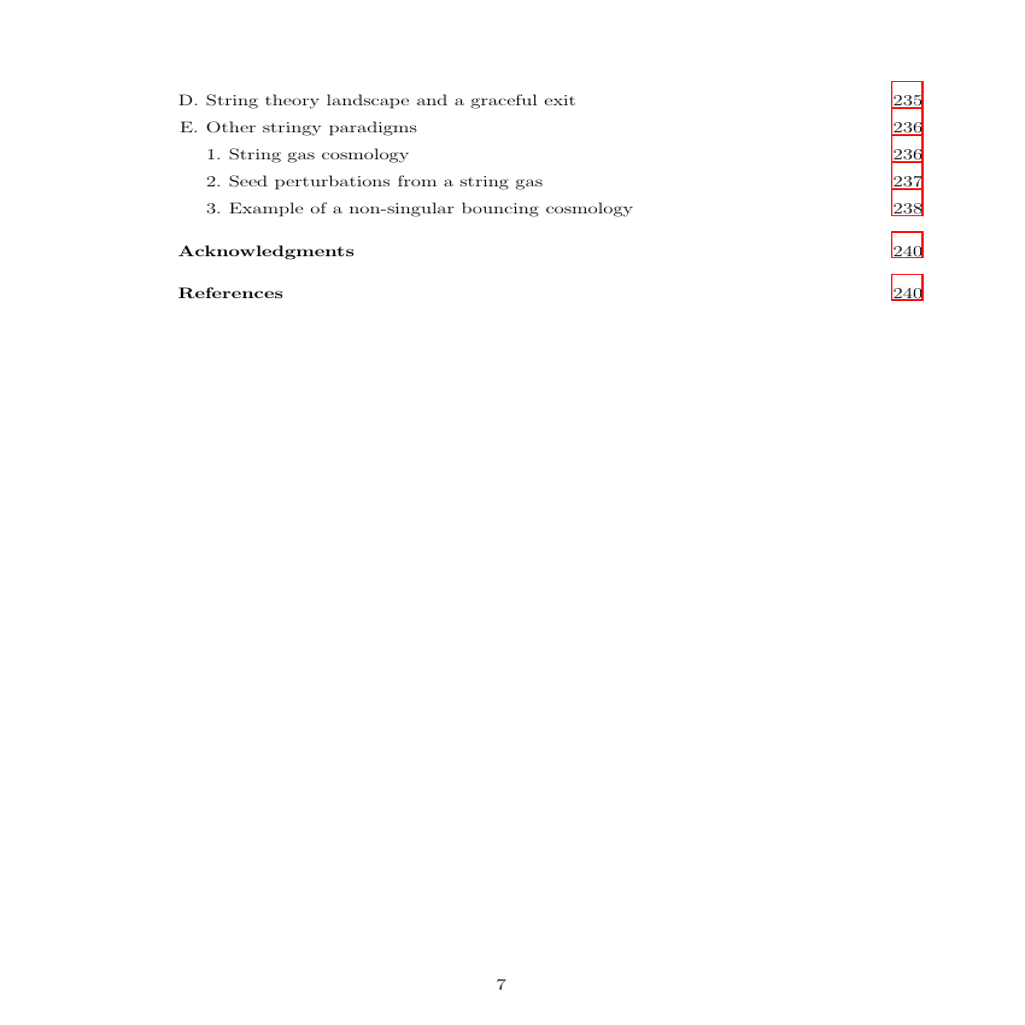 D. String theory landscape and a graceful exit 235
E. Other stringy paradigms 236
1. String gas cosmology 236
2. Seed perturbations from a string gas 237
3. Example of a non-singular bouncing cosmology 238
Acknowledgments 240
References 240
7